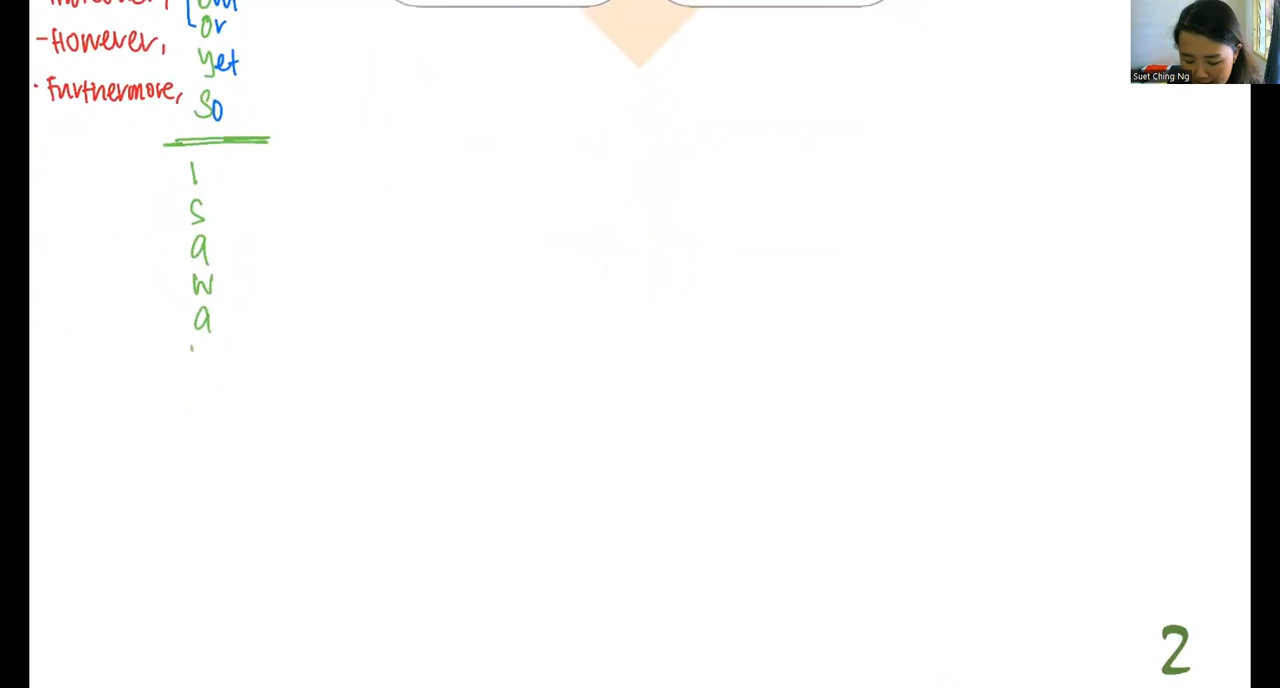 Or
-However,
yet
· Furthermore,
So
I
S
a
W
a
Suet Ching Ng
2